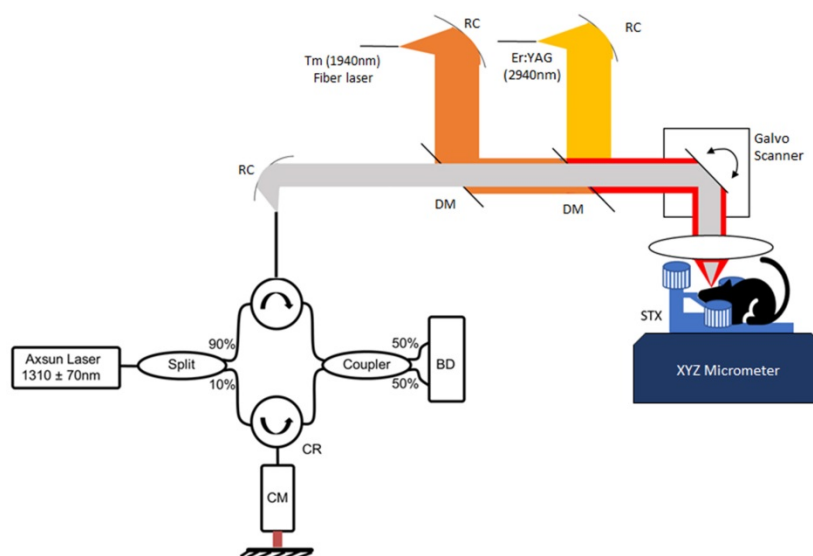 RC
RC
Tm (1940nm)
Fiber laser
Er:YAG
(2940nm)
Galvo
Scanner
RC
DM
DM
STX
XYZ Micrometer
Axsun Laser
1310 ± 70nm
Split
90%
10%
Coupler
50%
50%
BD
CR
CM